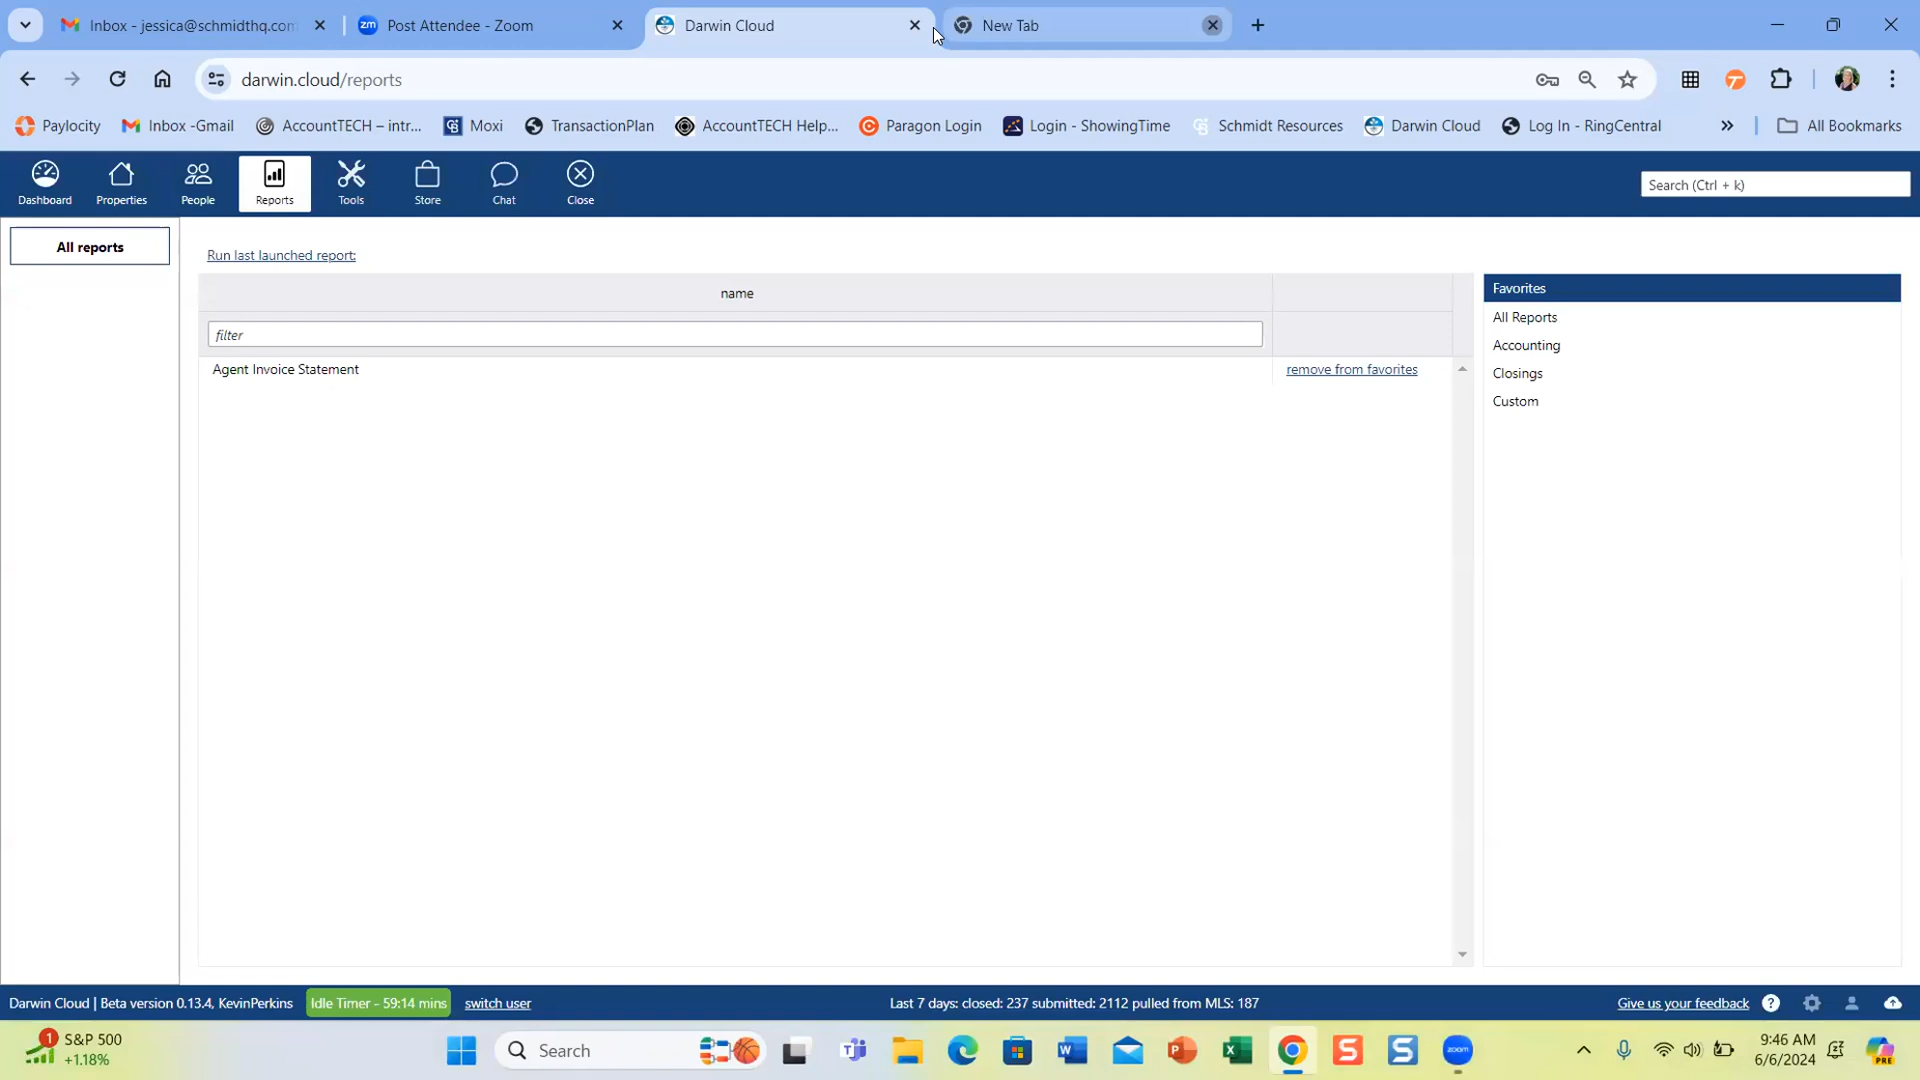 Inbox - jessica@schmidthq.com
Post Attendee - Zoom
Darwin Cloud
New Tab
darwin.cloud/reports
Paylocity
Inbox -Gmail
AccountTECH – intr...
Moxi
TransactionPlan
AccountTECH Help...
Paragon Login
Login - ShowingTime
Schmidt Resources
Darwin Cloud
Log In - RingCentral
All Bookmarks
Dashboard
Properties
People
Reports
Tools
Store
Chat
Close
Search (Ctrl + k)
All reports
Run last launched report:
name
filter
Agent Invoice Statement
remove from favorites
Favorites
All Reports
Accounting
Closings
Custom
Darwin Cloud | Beta version 0.13.4, KevinPerkins
Idle Timer - 59:14 mins
switch user
Last 7 days: closed: 237 submitted: 2112 pulled from MLS: 187
Give us your feedback
1
S&P 500
+1.18%
Search
zoom
9:46 AM
6/6/2024
PRE